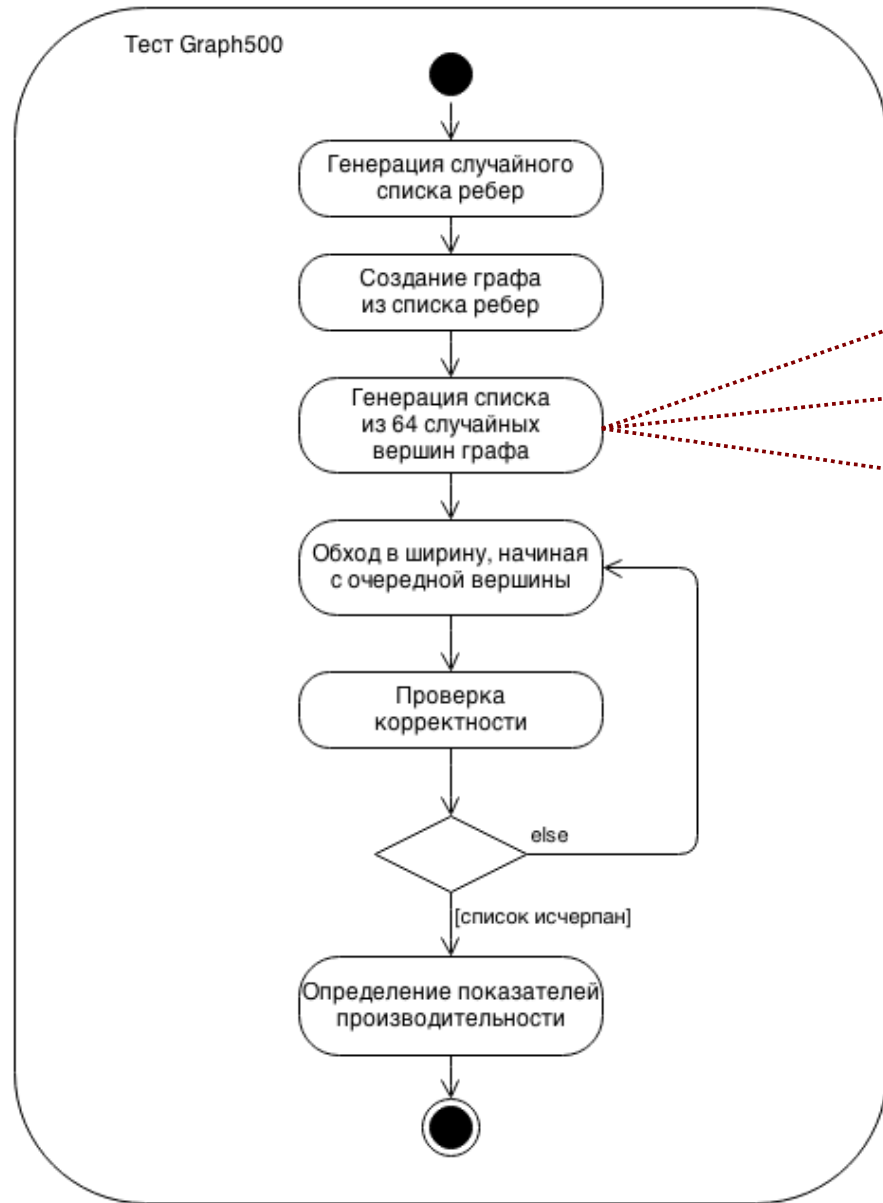 Тест Graph500
Генерация случайного
списка ребер
Создание графа
из списка ребер
Генерация списка
из 64 случайных
вершин графа
Обход в ширину, начиная
с очередной вершины
Проверка
корректности
else
[список исчерпан]
Определение показателей
производительности